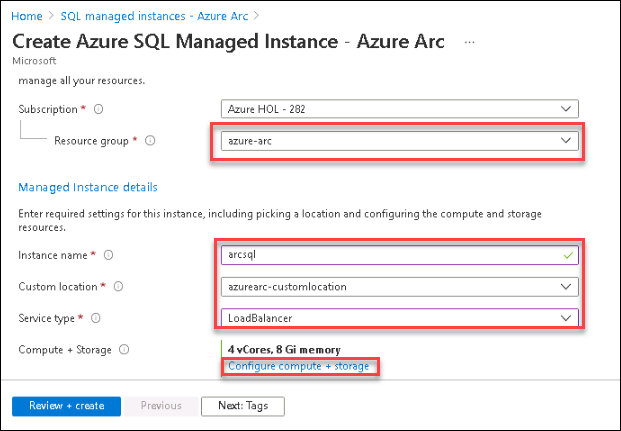 Home > SQL managed instances - Azure Arc >
Create Azure SQL Managed Instance - Azure Arc ...
Microsoft
manage all your resources.
Subscription *
Azure HOL - 282
Resource group *
azure-arc
Managed Instance details
Enter required settings for this instance, including picking a location and configuring the compute and storage
resources.
Instance name *
arcsql
Custom location *
azurearc-customlocation
Service type *
LoadBalancer
Compute + Storage
4 vCores, 8 Gi memory
Configure compute + storage
Review + create
Previous
Next: Tags